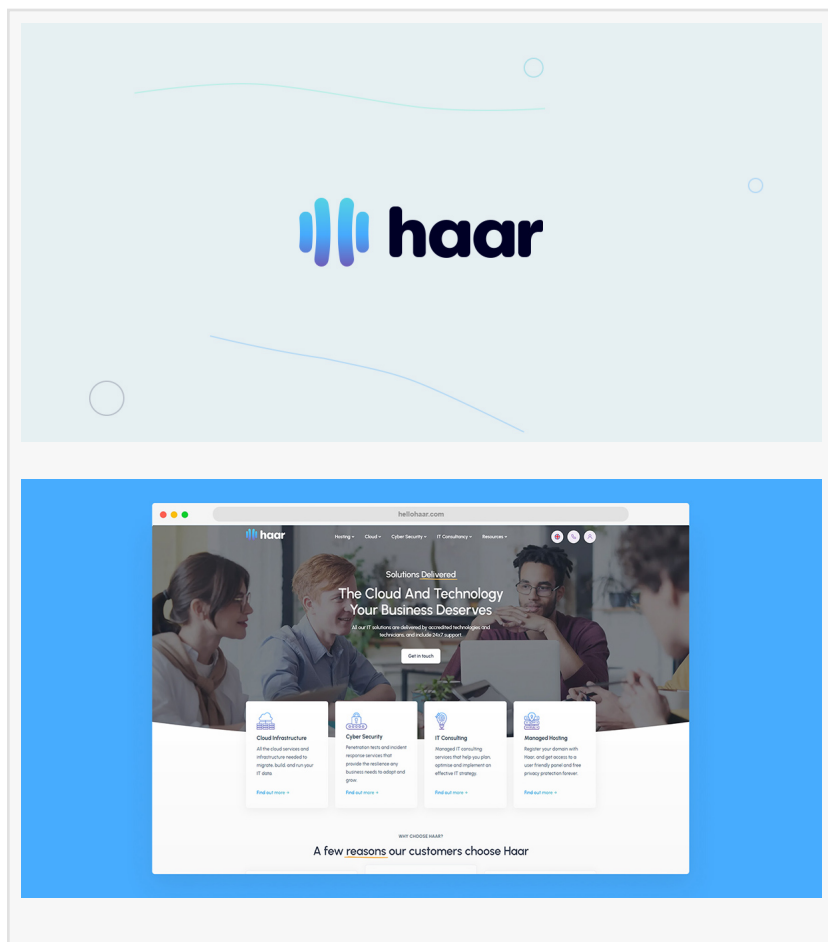 haar
hellohaar.com
haar
Hosting
Cloud
Cyber Security
IT Consultancy
Resources
Solutions Delivered
The Cloud And Technology
Your Business Deserves
All our IT solutions are delivered by accredited technologies and
technicians, and include 24x7 support.
Get in touch
Cloud Infrastructure
All the cloud services and
infrastructure needed to
migrate, build, and run your
IT data
Find out more →
Cyber Security
Penetration tests and incident
response services that
provide the resilience any
business needs to adapt and
grow
Find out more →
IT Consulting
Managed IT consulting
services that help you plan,
optimise and implement an
effective IT strategy.
Find out more →
Managed Hosting
Register your domain with
Haar, and get access to a
user friendly panel and free
privacy protection forever.
Find out more →
WHY CHOOSE HAAR?
A few reasons our customers choose Haar